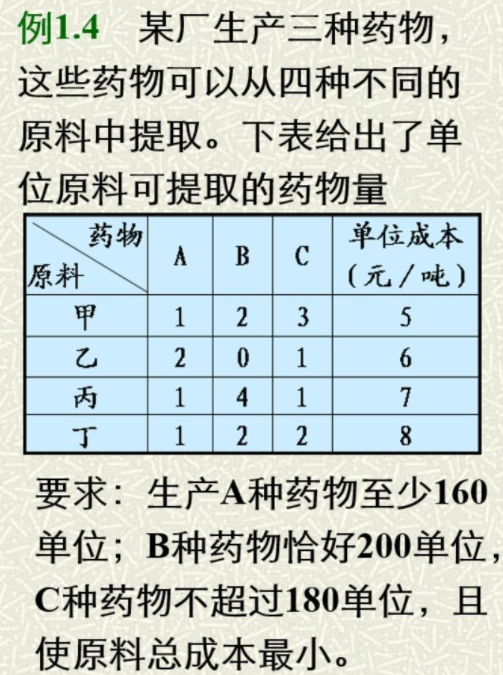 例1.4 某厂生产三种药物，
这些药物可以从四种不同的
原料中提取。下表给出了单
位原料可提取的药物量
药物 原料 A B C 单位成本（元／吨）
甲 1 2 3 5
乙 2 0 1 6
丙 1 4 1 7
丁 1 2 2 8
要求：生产A种药物至少160
单位；B种药物恰好200单位，
C种药物不超过180单位，且
使原料总成本最小。